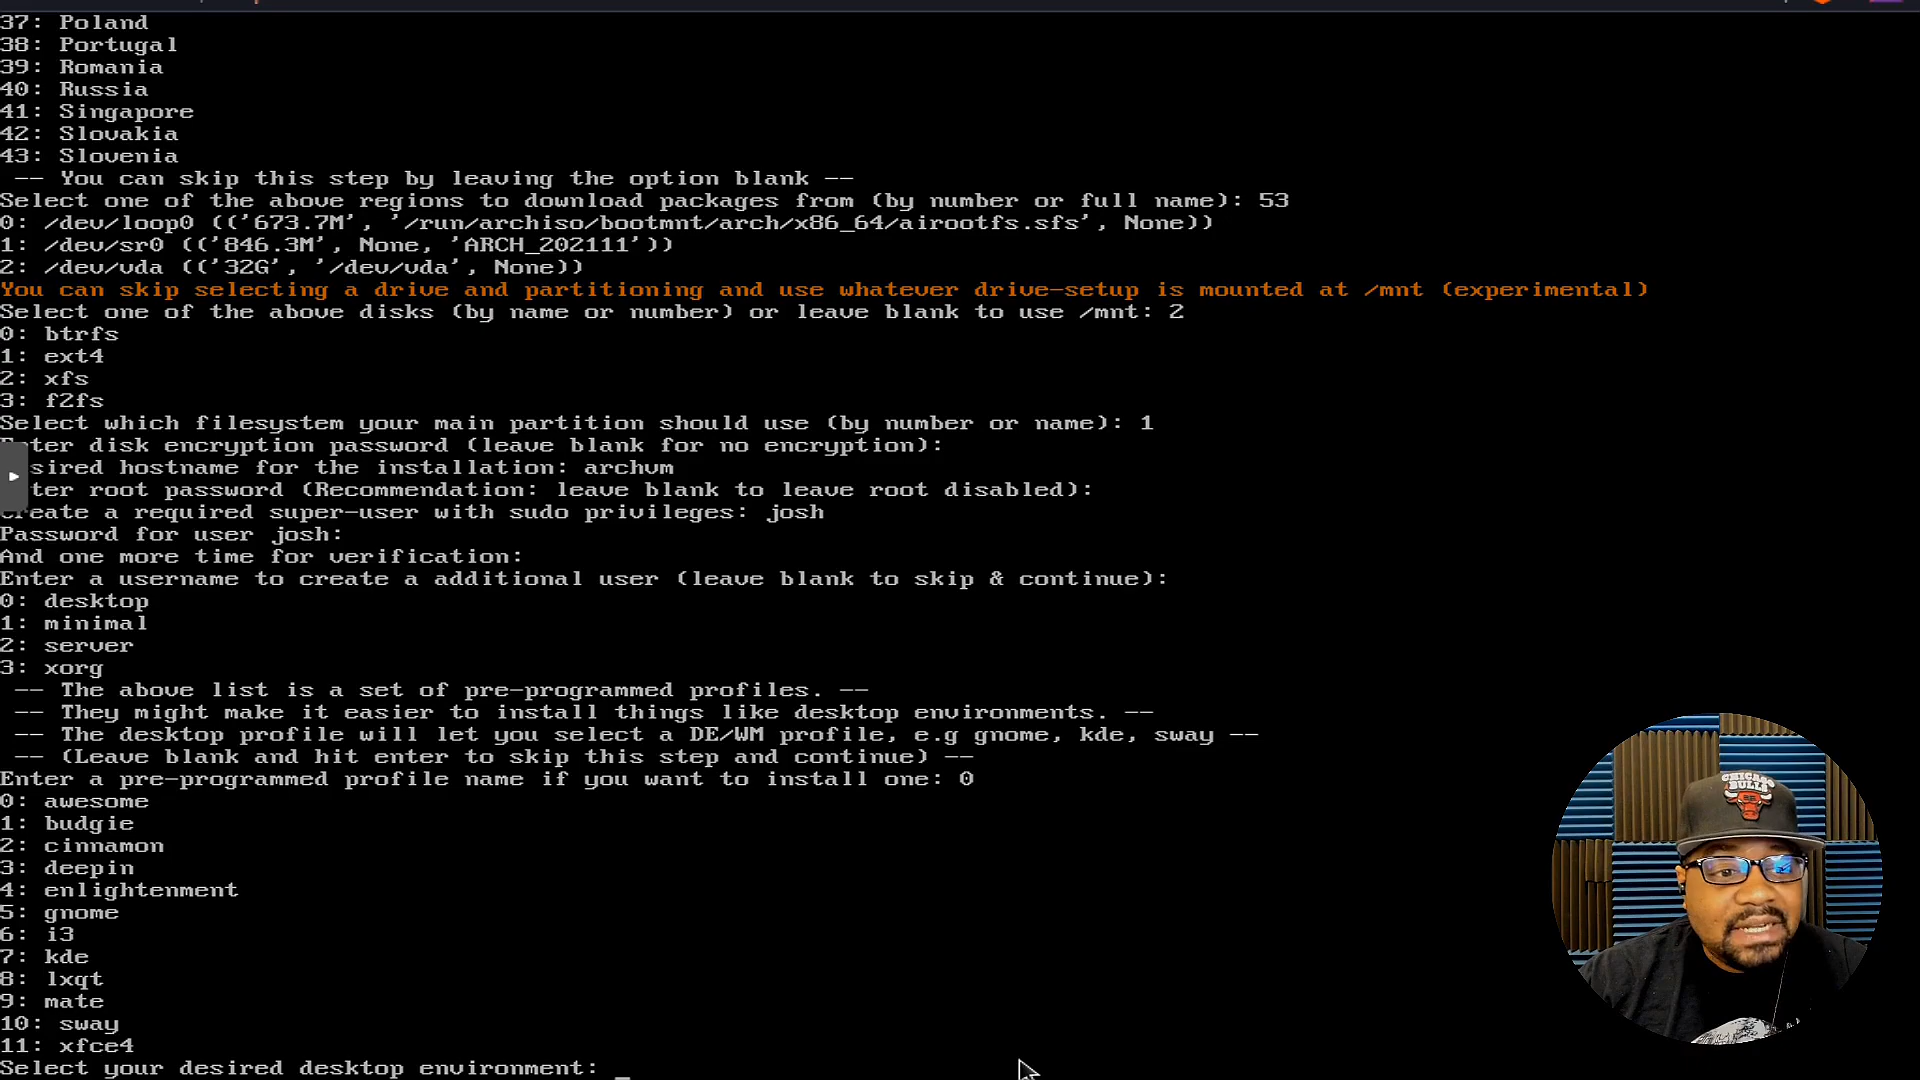 37: Poland
38: Portugal
39: Romania
40: Russia
41: Singapore
42: Slovakia
43: Slovenia
-- You can skip this step by leaving the option blank --
Select one of the above regions to download packages from (by number or full name): 53
0: /dev/loop0 (('673.7M', '/run/archiso/bootmnt/arch/x86_64/airootfs.sfs', None))
1: /dev/sr0 (('846.3M', None, 'ARCH_202111'))
2: /dev/vda (('32G', '/dev/vda', None))
You can skip selecting a drive and partitioning and use whatever drive-setup is mounted at /mnt (experimental)
Select one of the above disks (by name or number) or leave blank to use /mnt: 2
0: btrfs
1: ext4
2: xfs
3: f2fs
Select which filesystem your main partition should use (by number or name): 1
Enter disk encryption password (leave blank for no encryption):
sired hostname for the installation: archvm
ter root password (Recommendation: leave blank to leave root disabled):
Create a required super-user with sudo privileges: josh
Password for user josh:
And one more time for verification:
Enter a username to create a additional user (leave blank to skip & continue):
0: desktop
1: minimal
2: server
3: xorg
-- The above list is a set of pre-programmed profiles. --
-- They might make it easier to install things like desktop environments. --
-- The desktop profile will let you select a DE/WM profile, e.g gnome, kde, sway --
-- (Leave blank and hit enter to skip this step and continue) --
Enter a pre-programmed profile name if you want to install one: 0
0: awesome
1: budgie
2: cinnamon
3: deepin
4: enlightenment
5: gnome
6: i3
7: kde
8: lxqt
9: mate
10: sway
11: xfce4
Select your desired desktop environment: _
CHICAGO
BULLS